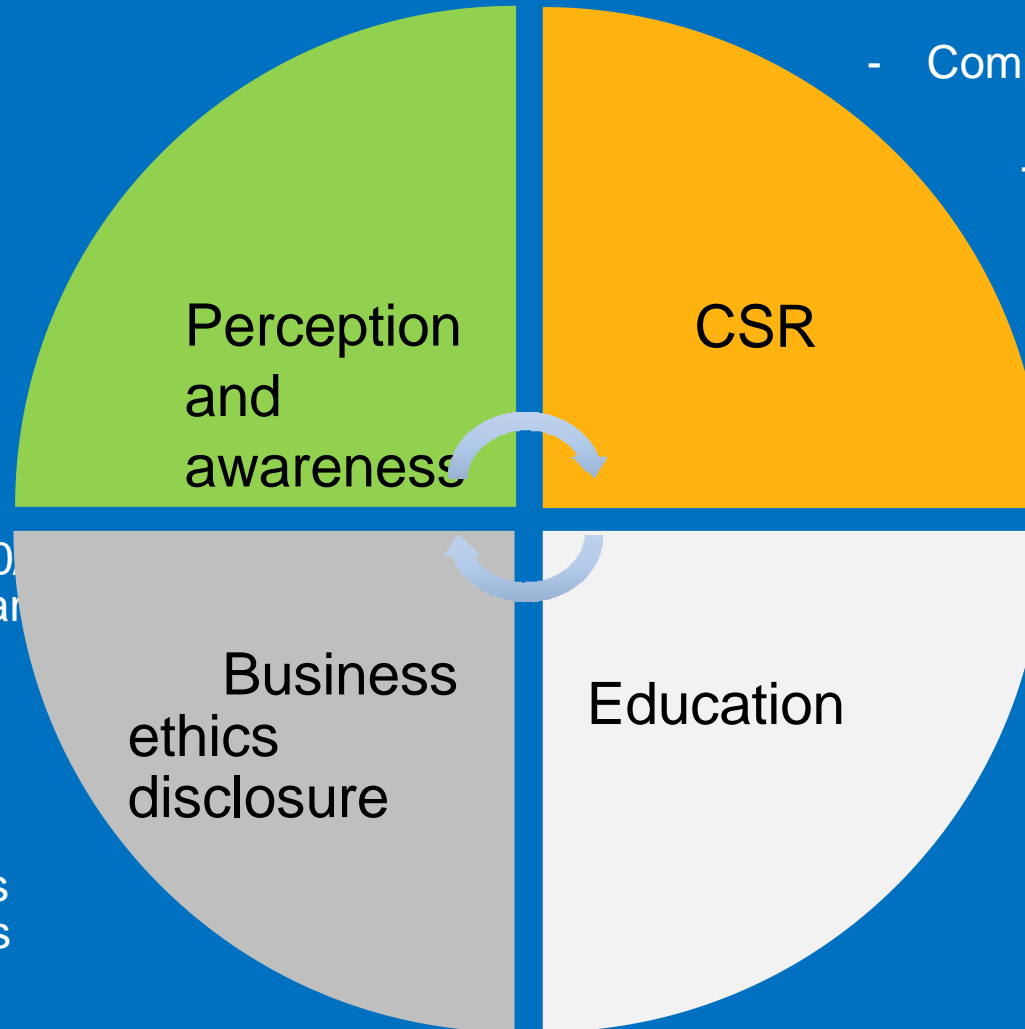 - Com
-
Perception
and
awareness
CSR
Business
ethics
disclosure
Education